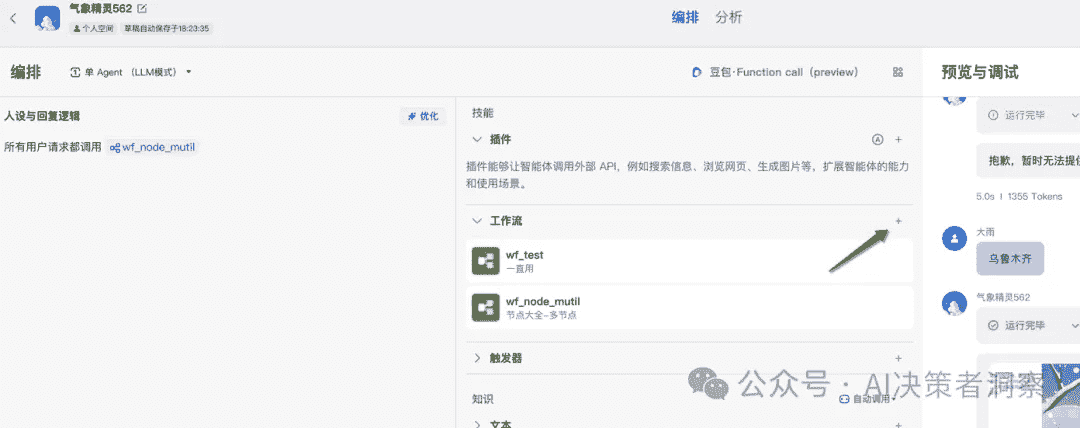 气象精灵562
个人空间 草稿自动保存于18:23:35
编排 分析
编排
单 Agent （LLM模式）
豆包·Function call（preview）
预览与调试
人设与回复逻辑
优化
所有用户请求都调用 wf_node_mutil
技能
插件
插件能够让智能体调用外部 API，例如搜索信息、浏览网页、生成图片等，扩展智能体的能力
和使用场景。
工作流
wf_test
一直用
wf_node_mutil
节点大全-多节点
触发器
知识
自动调用
文本
运行完毕
抱歉，暂时无法提
5.0s | 1355 Tokens
大雨
乌鲁木齐
气象精灵562
运行完毕
公众号 · AI决策者洞察